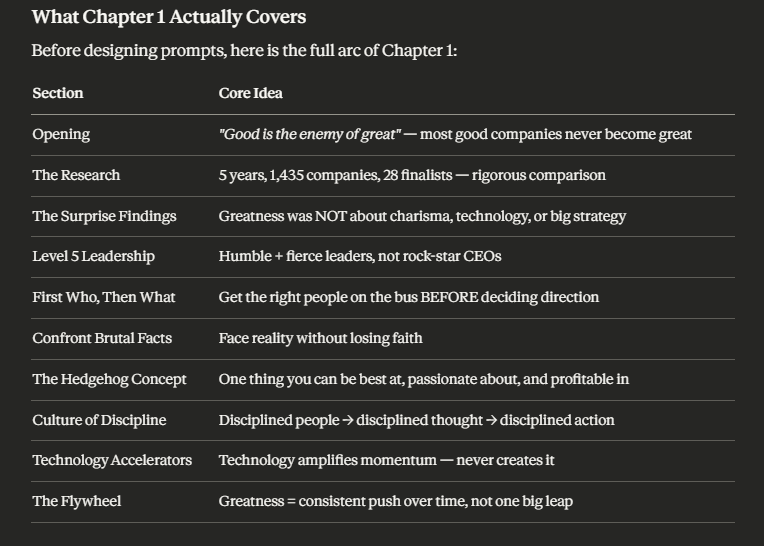 What Chapter 1 Actually Covers
Before designing prompts, here is the full arc of Chapter 1:
Section Core Idea
Opening "Good is the enemy of great" — most good companies never become great
The Research 5 years, 1,435 companies, 28 finalists — rigorous comparison
The Surprise Findings Greatness was NOT about charisma, technology, or big strategy
Level 5 Leadership Humble + fierce leaders, not rock-star CEOs
First Who, Then What Get the right people on the bus BEFORE deciding direction
Confront Brutal Facts Face reality without losing faith
The Hedgehog Concept One thing you can be best at, passionate about, and profitable in
Culture of Discipline Disciplined people → disciplined thought → disciplined action
Technology Accelerators Technology amplifies momentum — never creates it
The Flywheel Greatness = consistent push over time, not one big leap